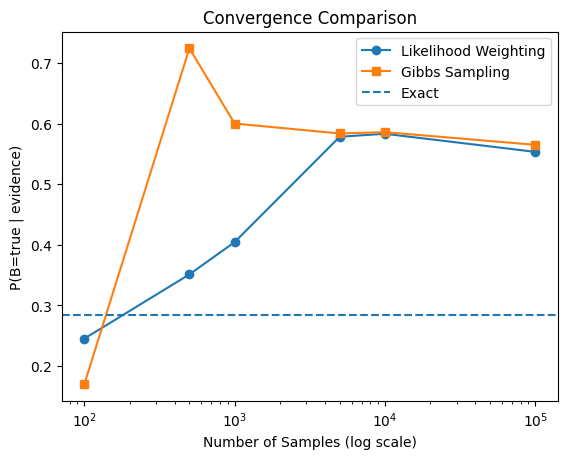 Convergence Comparison
Likelihood Weighting
Gibbs Sampling
Exact
P(B=true | evidence)
0.7
0.6
0.5
0.4
0.3
0.2
10²
10³
10⁴
10⁵
Number of Samples (log scale)